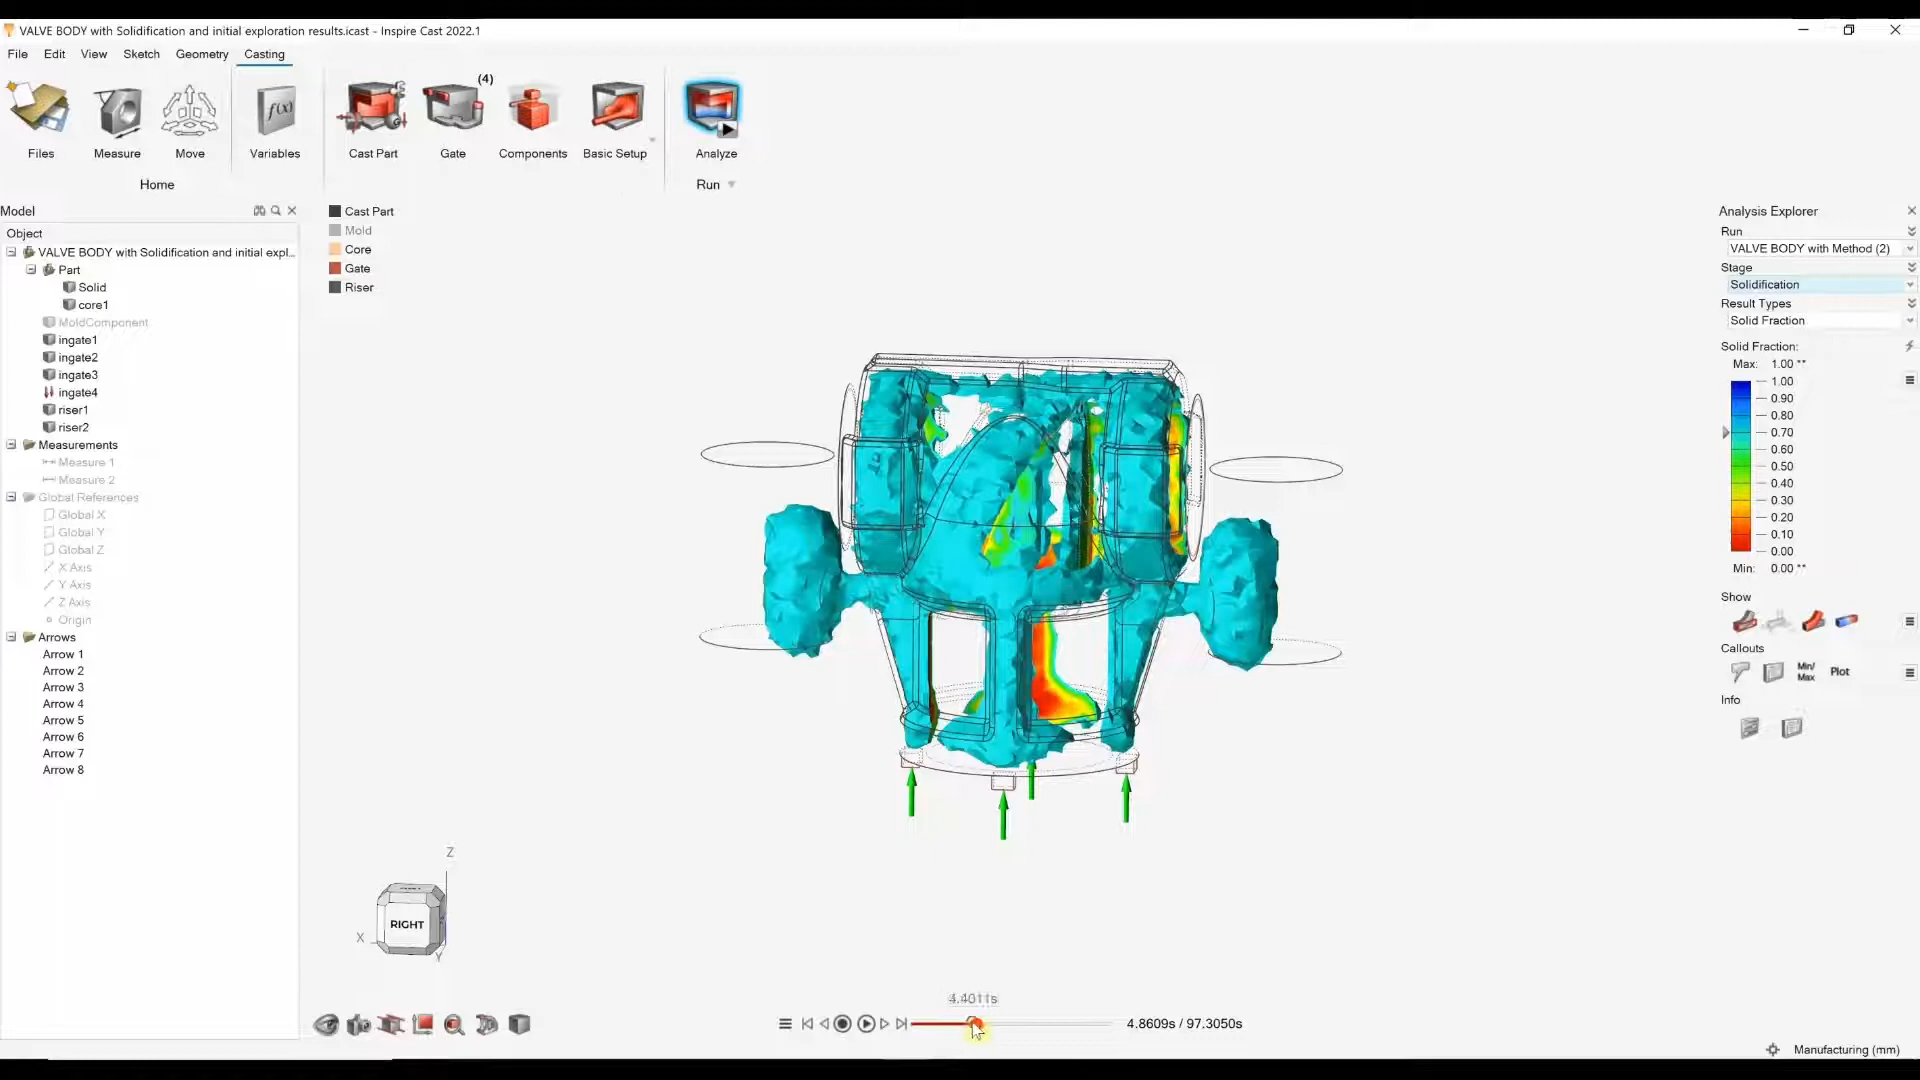 VALVE BODY with Solidification and initial exploration results.icast - Inspire Cast 2022.1
File Edit View Sketch Geometry Casting
(4)
Files Measure Move Variables Cast Part Gate Components Basic Setup Analyze
Home Run
f(x)
Model
Object
VALVE BODY with Solidification and initial expl...
Part
Solid
core1
MoldComponent
ingate1
ingate2
ingate3
ingate4
riser1
riser2
Measurements
Measure 1
Measure 2
Global References
Global X
Global Y
Global Z
X Axis
Y Axis
Z Axis
Origin
Arrows
Arrow 1
Arrow 2
Arrow 3
Arrow 4
Arrow 5
Arrow 6
Arrow 7
Arrow 8
Cast Part
Mold
Core
Gate
Riser
Z
RIGHT
X
Y
4.4011s
4.8609s / 97.3050s
Analysis Explorer
Run
VALVE BODY with Method (2)
Stage
Solidification
Result Types
Solid Fraction
Solid Fraction:
Max: 1.00 **
1.00
0.90
0.80
0.70
0.60
0.50
0.40
0.30
0.20
0.10
0.00
Min: 0.00 **
Show
Callouts
Min/
Max
Plot
Info
Manufacturing (mm)